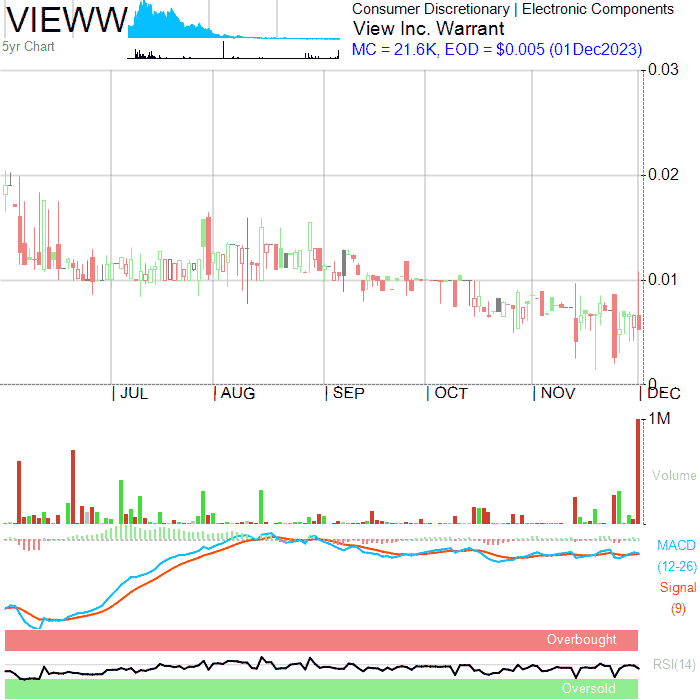 VIEWW
5yr Chart
Consumer Discretionary | Electronic Components
View Inc. Warrant
MC = 21.6K, EOD = $0.005 (01Dec2023)
0.03
0.02
0.01
0
| JUL | AUG | SEP | OCT | NOV | DEC
1M
Volume
MACD
(12-26)
Signal
(9)
Overbought
RSI(14)
Oversold